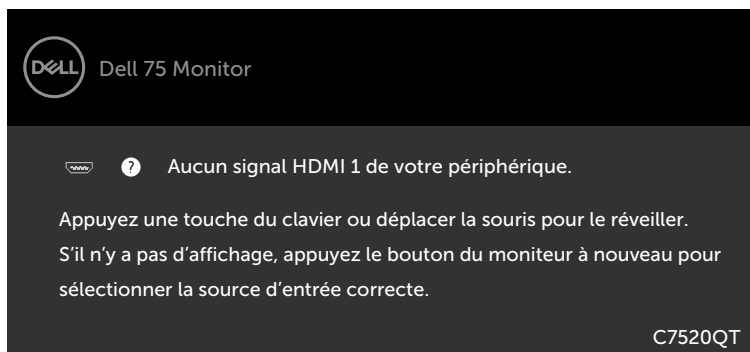 DELL Dell 75 Monitor
? Aucun signal HDMI 1 de votre périphérique.
Appuyez une touche du clavier ou déplacer la souris pour le réveiller.
S’il n’y a pas d’affichage, appuyez le bouton du moniteur à nouveau pour
sélectionner la source d’entrée correcte.
C7520QT